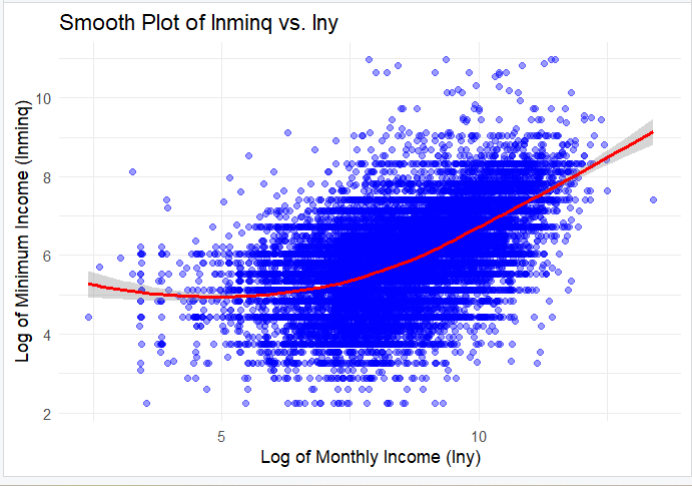 Smooth Plot of lnminq vs. lny
Log of Minimum Income (lnminq)
10
8
6
4
2
5
10
Log of Monthly Income (lny)